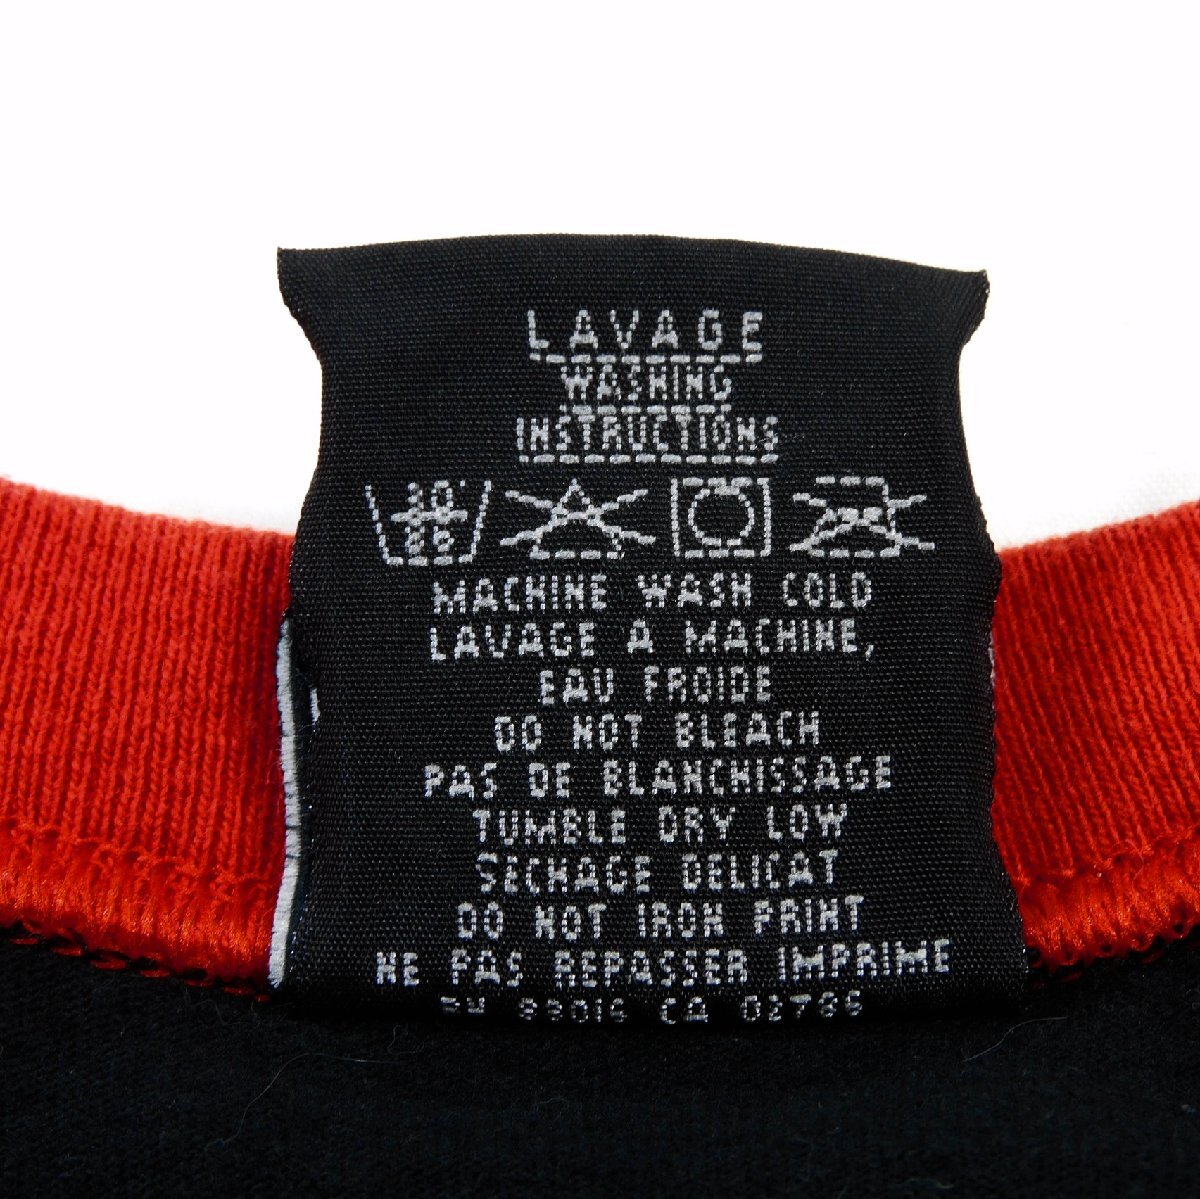 LAVAGE
WASHING
INSTRUCTIONS
MACHINE WASH COLD
LAVAGE A MACHINE,
EAU FROIDE
DO NOT BLEACH
PAS DE BLANCHISSAGE
TUMBLE DRY LOW
SECHAGE DELICAT
DO NOT IRON PRINT
NE PAS REPASSER IMPRIME
CA